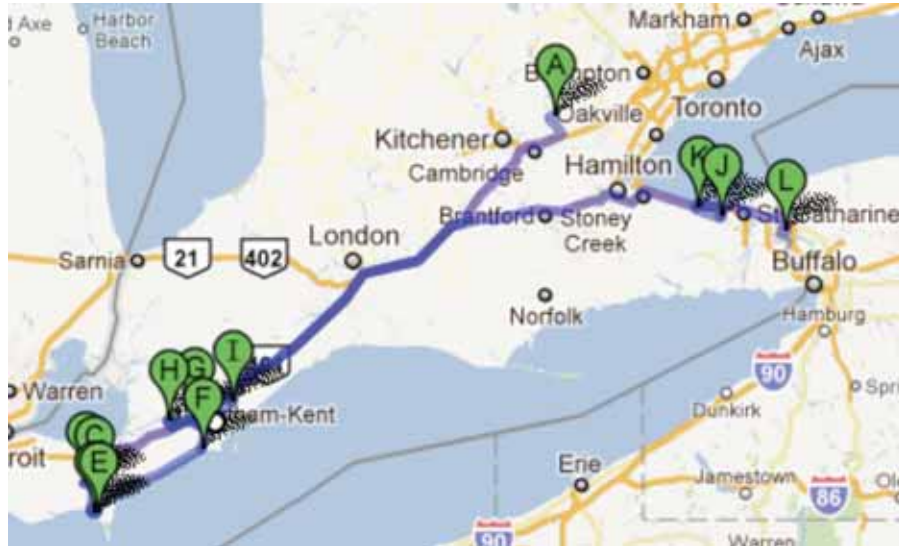 d Axe
Harbor
Beach
Markham
Ajax
A
Oakville
Toronto
Kitchener
Cambridge
Hamilton
K
J
L
Brantford
Stoney
Creek
Buffalo
London
Sarnia
21
402
Norfolk
Hamburg
I
H
G
F
90
Warren
Dunkirk
C
E
Erie
Jamestown
86
90
Warren